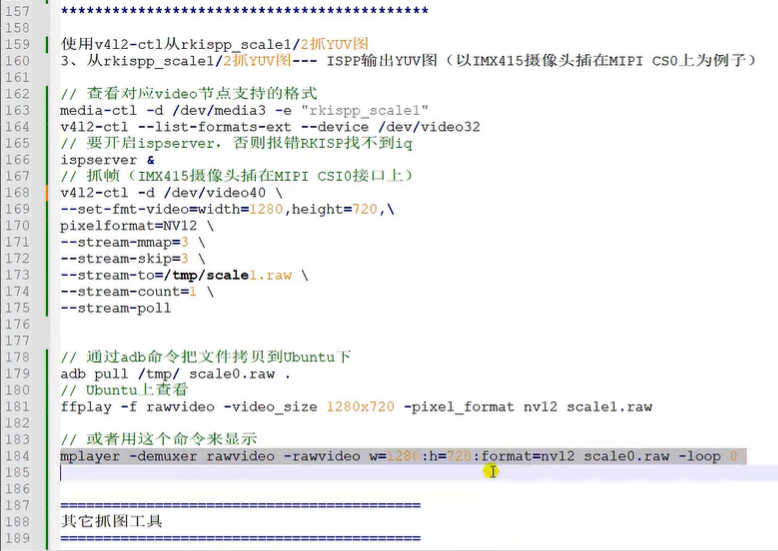 157 ******************************************
158
159 使用v4l2-ctl从rkispp_scale1/2抓YUV图
160 3、从rkispp_scale1/2抓YUV图--- ISPP输出YUV图（以IMX415摄像头插在MIPI CS0上为例子）
161
162 // 查看对应video节点支持的格式
163 media-ctl -d /dev/media3 -e "rkispp_scale1"
164 v4l2-ctl --list-formats-ext --device /dev/video32
165 // 要开启ispserver，否则报错RKISP找不到iq
166 ispserver &
167 // 抓帧（IMX415摄像头插在MIPI CSI0接口上）
168 v4l2-ctl -d /dev/video40 \
169 --set-fmt-video=width=1280,height=720,\
170 pixelformat=NV12 \
171 --stream-mmap=3 \
172 --stream-skip=3 \
173 --stream-to=/tmp/scale1.raw \
174 --stream-count=1 \
175 --stream-poll
176
177
178 // 通过adb命令把文件拷贝到Ubuntu下
179 adb pull /tmp/ scale0.raw .
180 // Ubuntu上查看
181 ffplay -f rawvideo -video_size 1280x720 -pixel_format nv12 scale1.raw
182
183 // 或者用这个命令来显示
184 mplayer -demuxer rawvideo -rawvideo w=1280:h=720:format=nv12 scale0.raw -loop 0
185
186
187 ==========================================
188 其它抓图工具
189 ==========================================